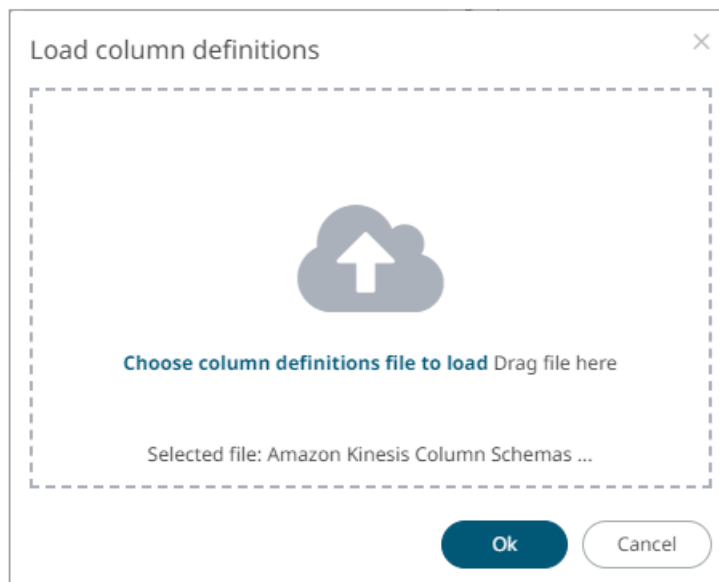 Load column definitions
Choose column definitions file to load Drag file here
Selected file: Amazon Kinesis Column Schemas ...
Ok
Cancel